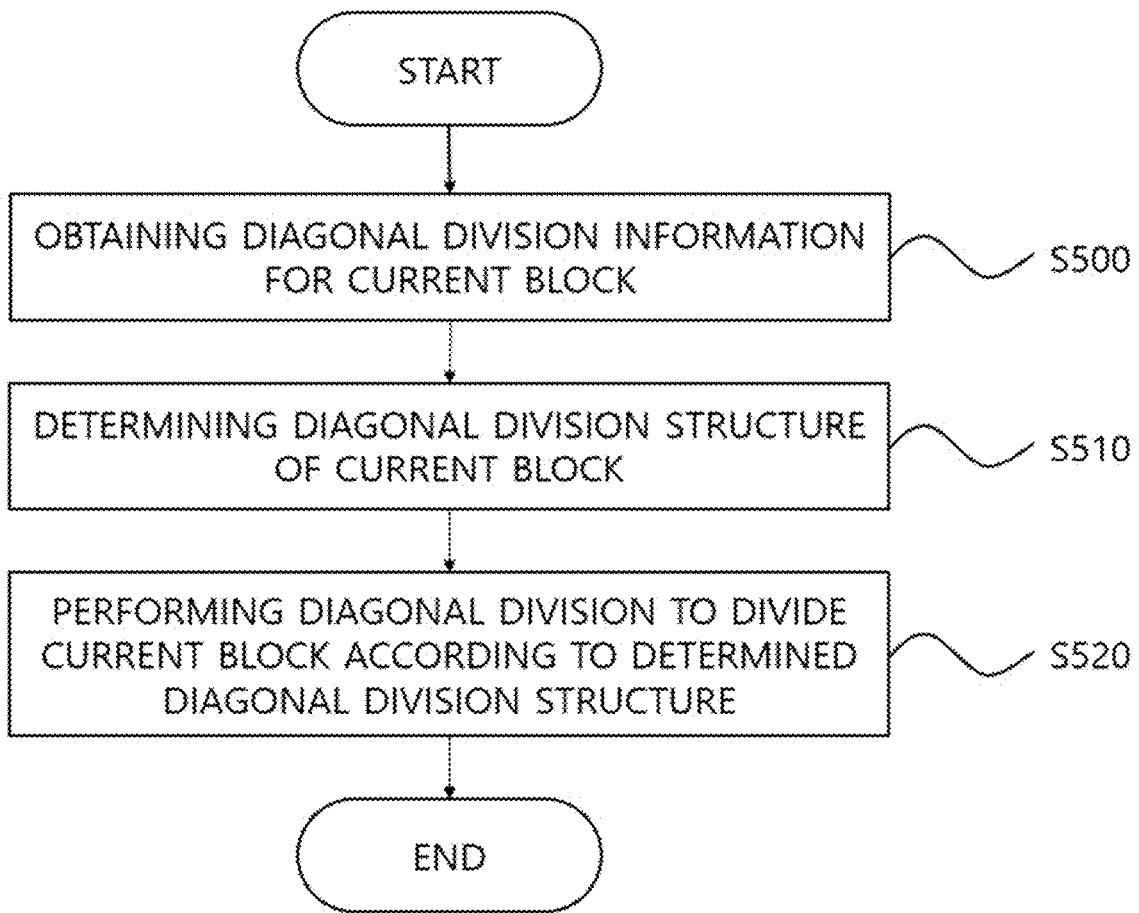 START
OBTAINING DIAGONAL DIVISION INFORMATION
FOR CURRENT BLOCK
S500
DETERMINING DIAGONAL DIVISION STRUCTURE
OF CURRENT BLOCK
S510
PERFORMING DIAGONAL DIVISION TO DIVIDE
CURRENT BLOCK ACCORDING TO DETERMINED
DIAGONAL DIVISION STRUCTURE
S520
END